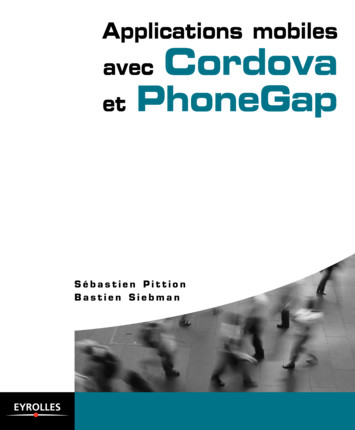 Applications mobiles
avec Cordova
et PhoneGap
Sébastien Pittion
Bastien Siebman
EYROLLES